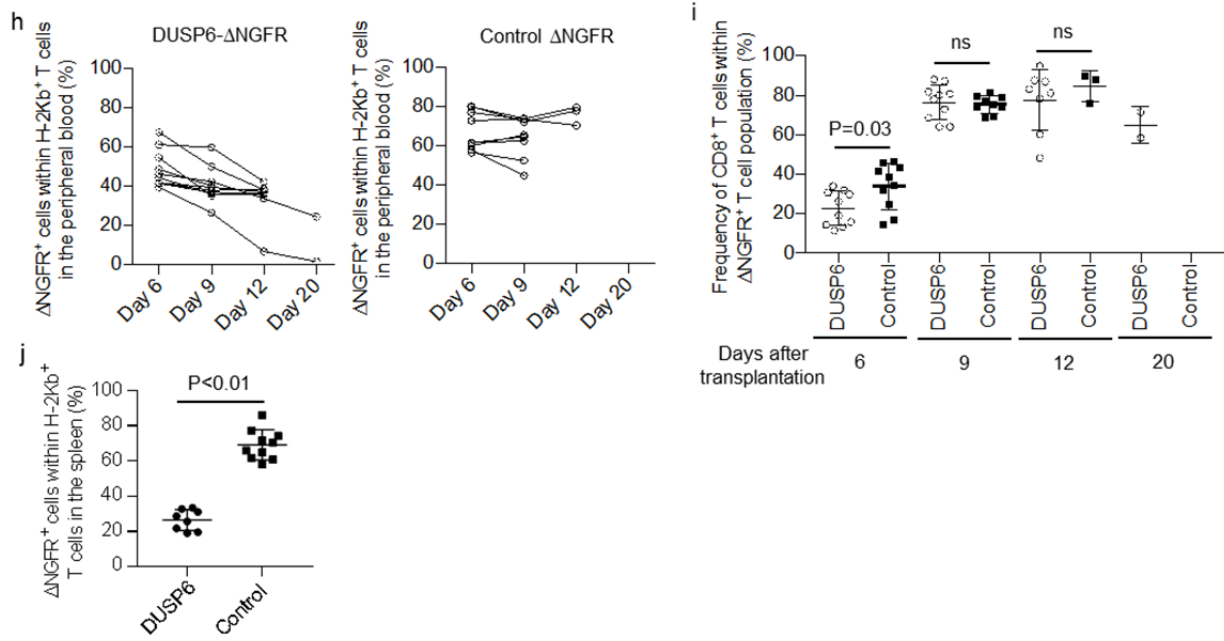 h
DUSP6-ΔNGFR
ΔNGFR+ cells within H-2Kb+ T cells
in the peripheral blood (%)
100
80
60
40
20
0
Day 6
Day 9
Day 12
Day 20
Control ΔNGFR
ΔNGFR+ cells within H-2Kb+ T cells
in the peripheral blood (%)
100
80
60
40
20
0
Day 6
Day 9
Day 12
Day 20
i
Frequency of CD8+ T cells within
ΔNGFR+ T cell population (%)
100
80
60
40
20
0
P=0.03
ns
ns
DUSP6
Control
DUSP6
Control
DUSP6
Control
DUSP6
Control
Days after
transplantation
6
9
12
20
j
ΔNGFR+ cells within H-2Kb+
T cells in the spleen (%)
100
80
60
40
20
0
P<0.01
DUSP6
Control